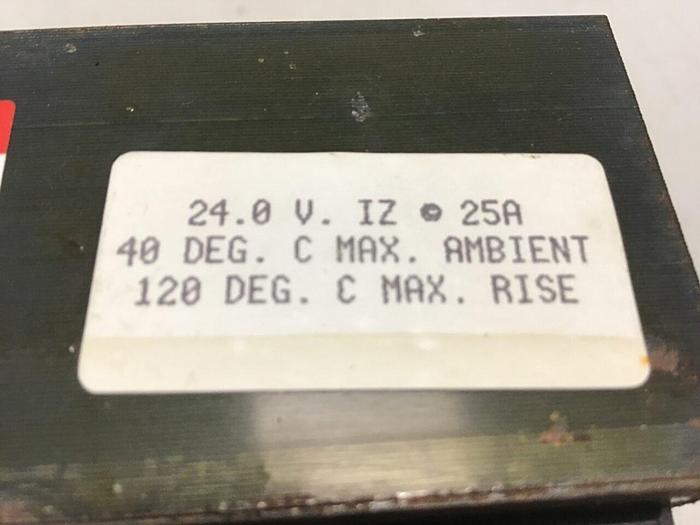 24.0 V. IZ @ 25A
40 DEG. C MAX. AMBIENT
120 DEG. C MAX. RISE